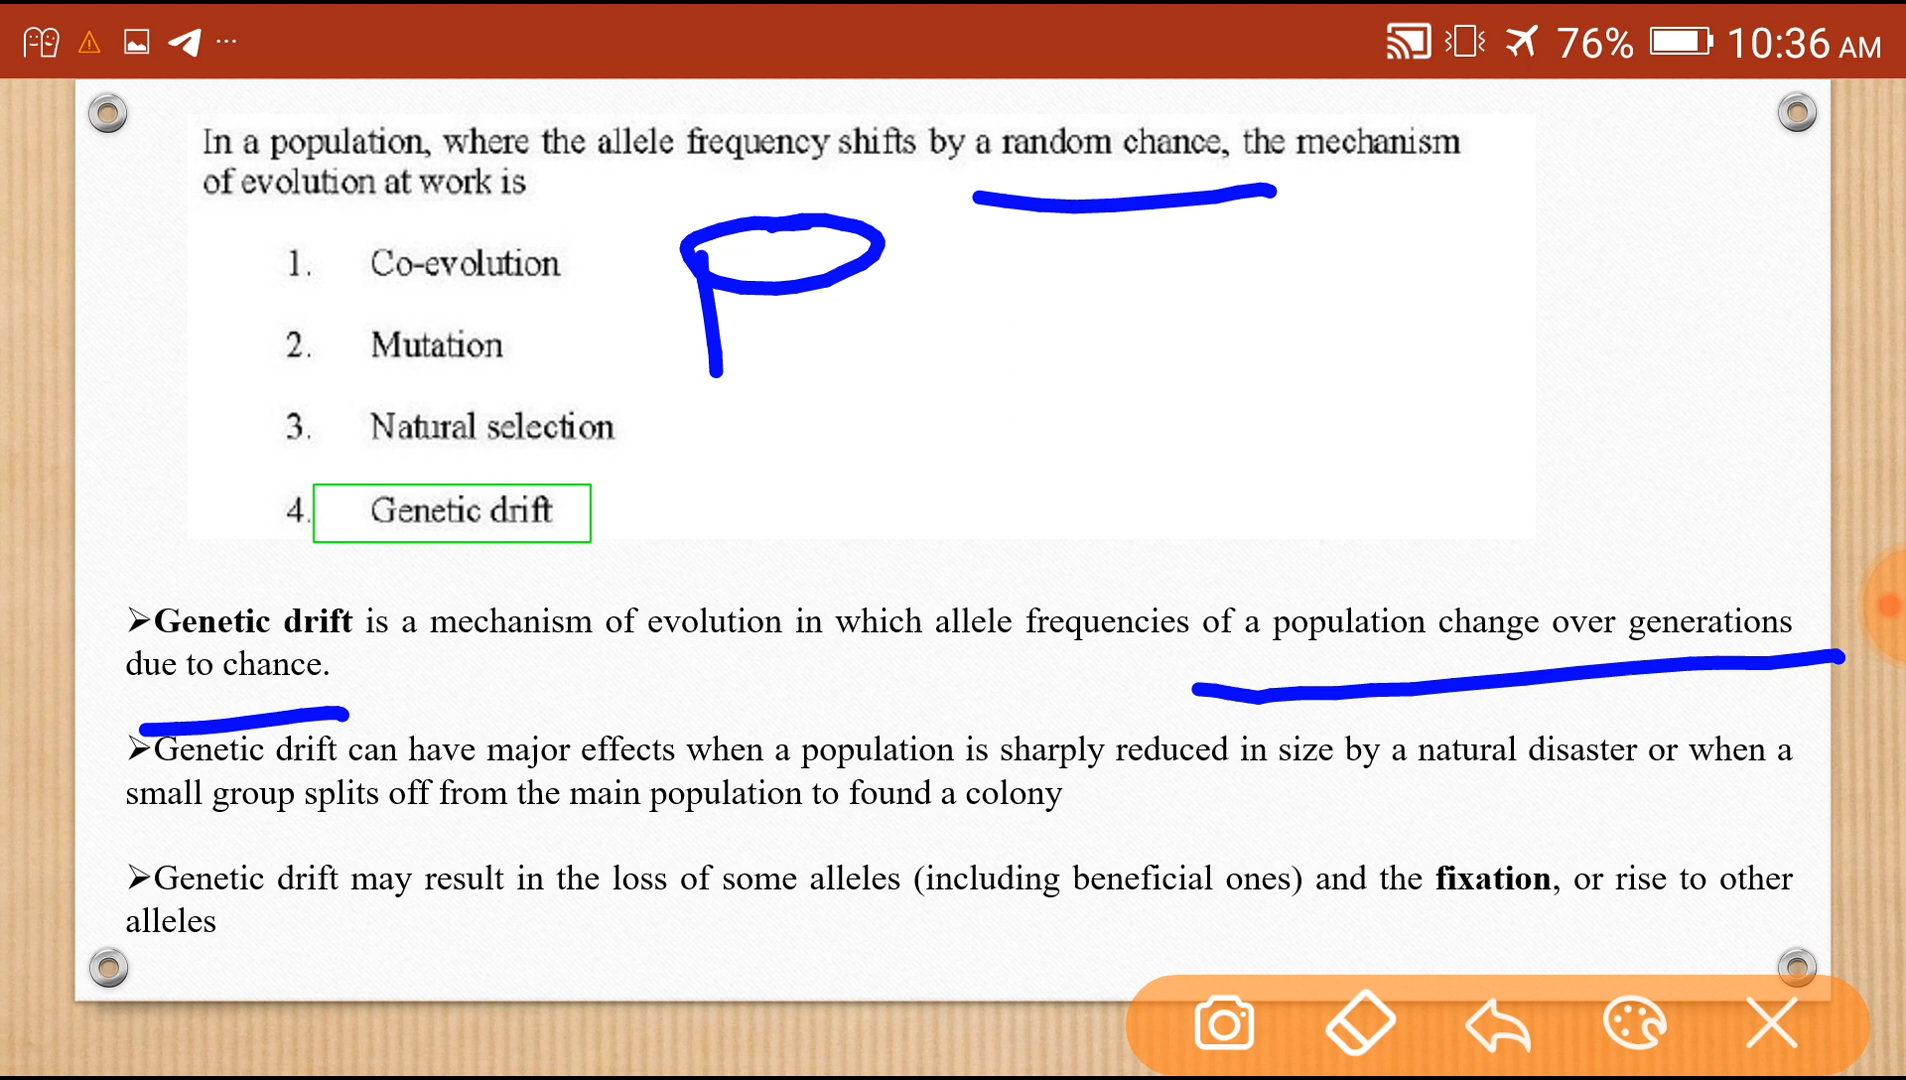 76% 10:36 AM
In a population, where the allele frequency shifts by a random chance, the mechanism
of evolution at work is
1. Co-evolution
2. Mutation
3. Natural selection
4. Genetic drift
➢Genetic drift is a mechanism of evolution in which allele frequencies of a population change over generations
due to chance.
➢Genetic drift can have major effects when a population is sharply reduced in size by a natural disaster or when a
small group splits off from the main population to found a colony
➢Genetic drift may result in the loss of some alleles (including beneficial ones) and the fixation, or rise to other
alleles